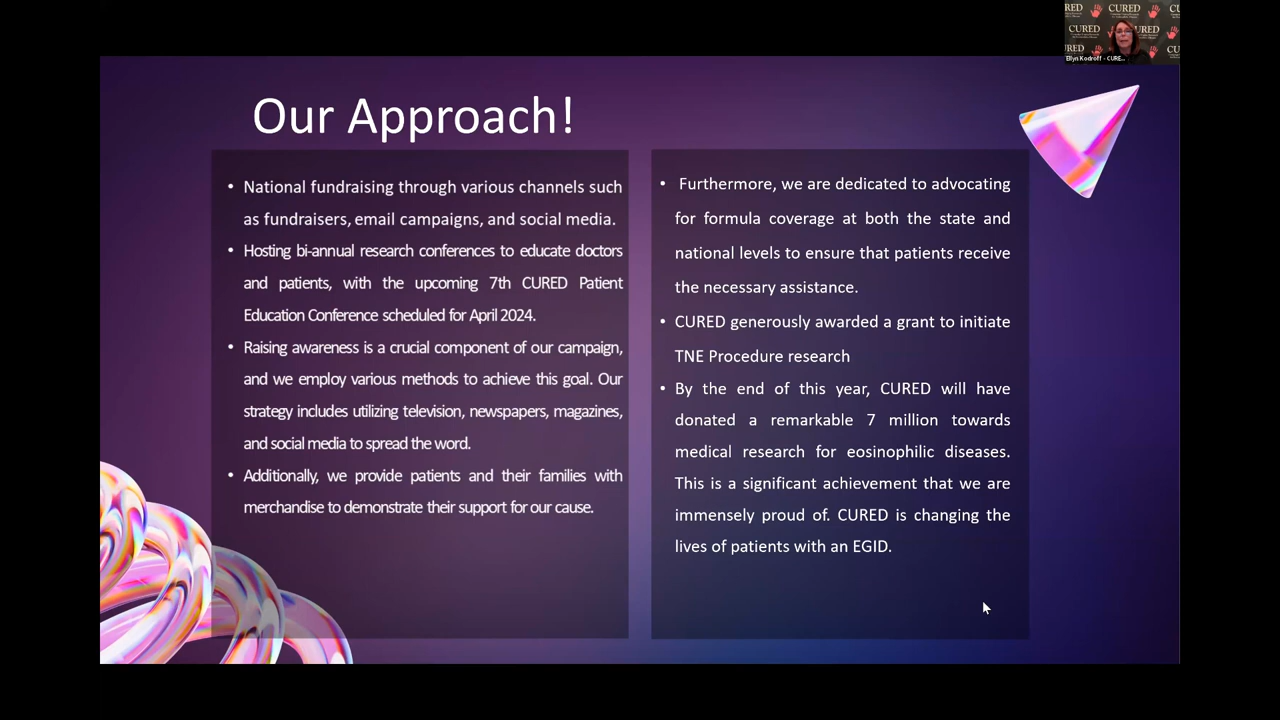 CURED
CURED
CURED
Ellyn Kodroff - CURE...
Our Approach!
• National fundraising through various channels such
as fundraisers, email campaigns, and social media.
• Hosting bi-annual research conferences to educate doctors
and patients, with the upcoming 7th CURED Patient
Education Conference scheduled for April 2024.
• Raising awareness is a crucial component of our campaign,
and we employ various methods to achieve this goal. Our
strategy includes utilizing television, newspapers, magazines,
and social media to spread the word.
• Additionally, we provide patients and their families with
merchandise to demonstrate their support for our cause.
• Furthermore, we are dedicated to advocating
for formula coverage at both the state and
national levels to ensure that patients receive
the necessary assistance.
• CURED generously awarded a grant to initiate
TNE Procedure research
• By the end of this year, CURED will have
donated a remarkable 7 million towards
medical research for eosinophilic diseases.
This is a significant achievement that we are
immensely proud of. CURED is changing the
lives of patients with an EGID.